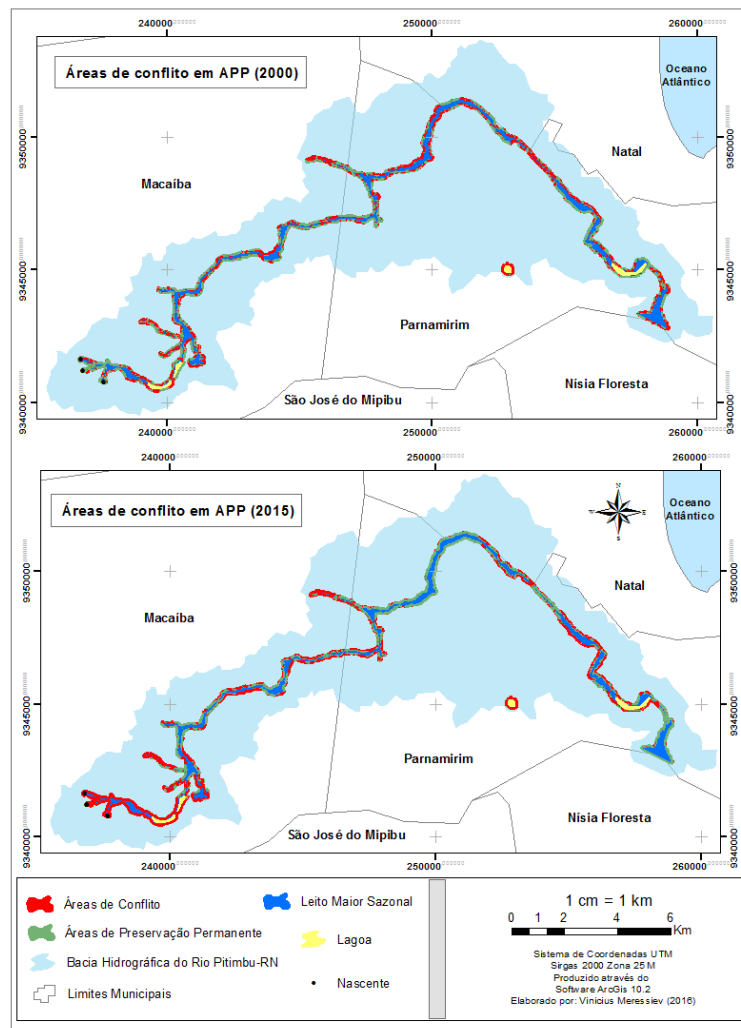 240000
250000
260000
Áreas de conflito em APP (2000)
Oceano
Atlântico
9350000
9350000
Natal
Macaíba
9345000
9345000
Parnamirim
Nísia Floresta
São José do Mipibu
9340000
9340000
240000
250000
260000
240000
250000
260000
Áreas de conflito em APP (2015)
N
S
Oceano
Atlântico
9350000
9350000
Natal
Macaíba
9345000
9345000
Parnamirim
Nísia Floresta
São José do Mipibu
9340000
9340000
240000
250000
260000
Áreas de Conflito
Leito Maior Sazonal
Áreas de Preservação Permanente
Lagoa
Bacia Hidrográfica do Rio Pitimbu-RN
Nascente
Limites Municipais
1 cm = 1 km
0 1 2 4 6
Km
Sistema de Coordenadas UTM
Sirgas 2000 Zona 25 M
Produzido através do
Software ArcGis 10.2
Elaborado por: Vinicius Meressiev (2016)